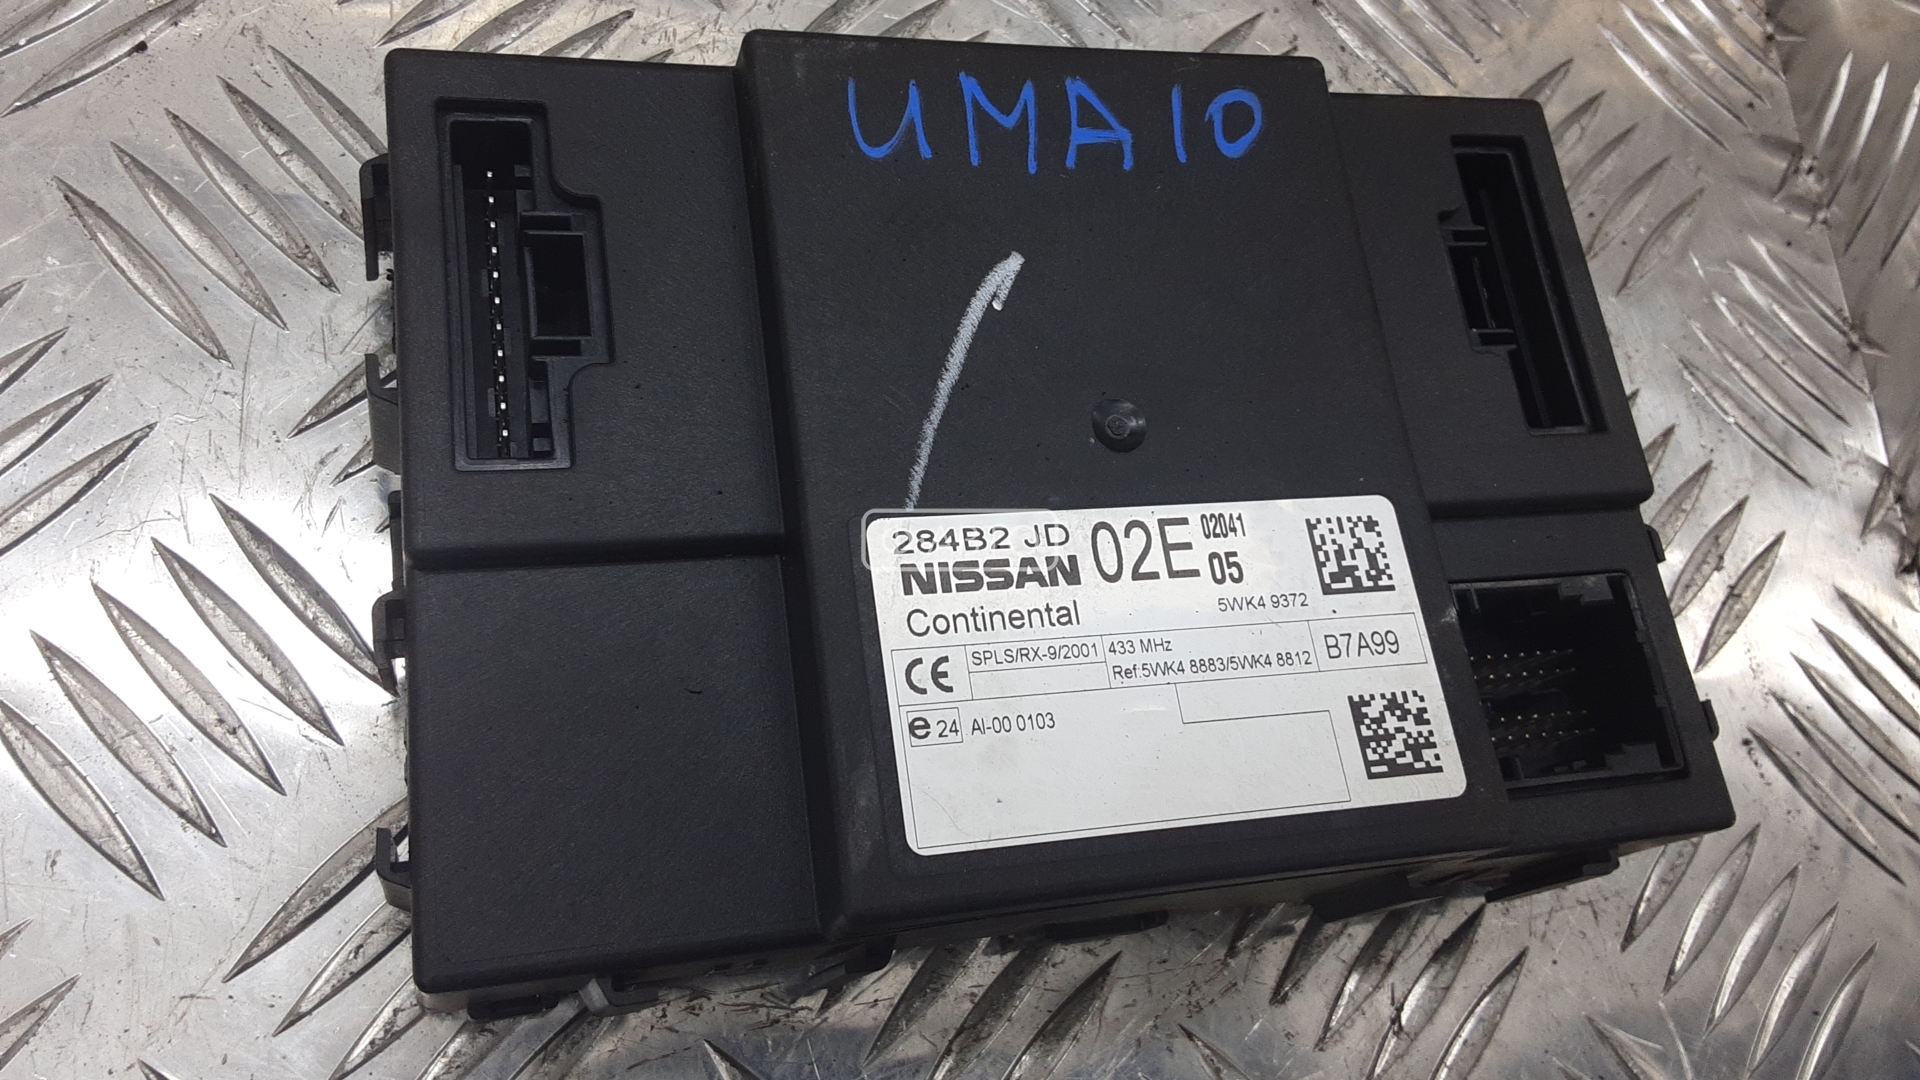 UMA10
284B2 JD 02E 02041
NISSAN 05
Continental 5WK4 9372
CE SPLS/RX-9/2001 433 MHz B7A99
Ref:5WK4 8883/5WK4 8812
e 24 AI-00 0103